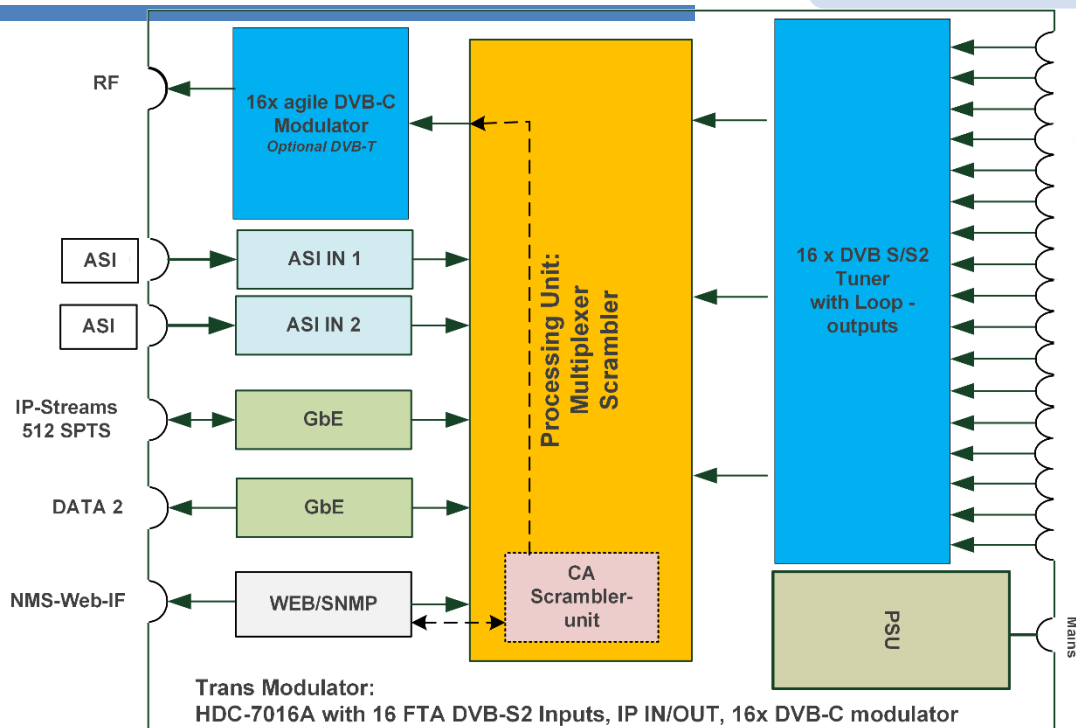 RF
16x agile DVB-C
Modulator
Optional DVB-T
ASI
ASI IN 1
ASI
ASI IN 2
IP-Streams
512 SPTS
GbE
DATA 2
GbE
NMS-Web-IF
WEB/SNMP
Processing Unit:
Multiplexer
Scrambler
CA
Scrambler-
unit
16 x DVB S/S2
Tuner
with Loop -
outputs
PSU
Mains
Trans Modulator:
HDC-7016A with 16 FTA DVB-S2 Inputs, IP IN/OUT, 16x DVB-C modulator